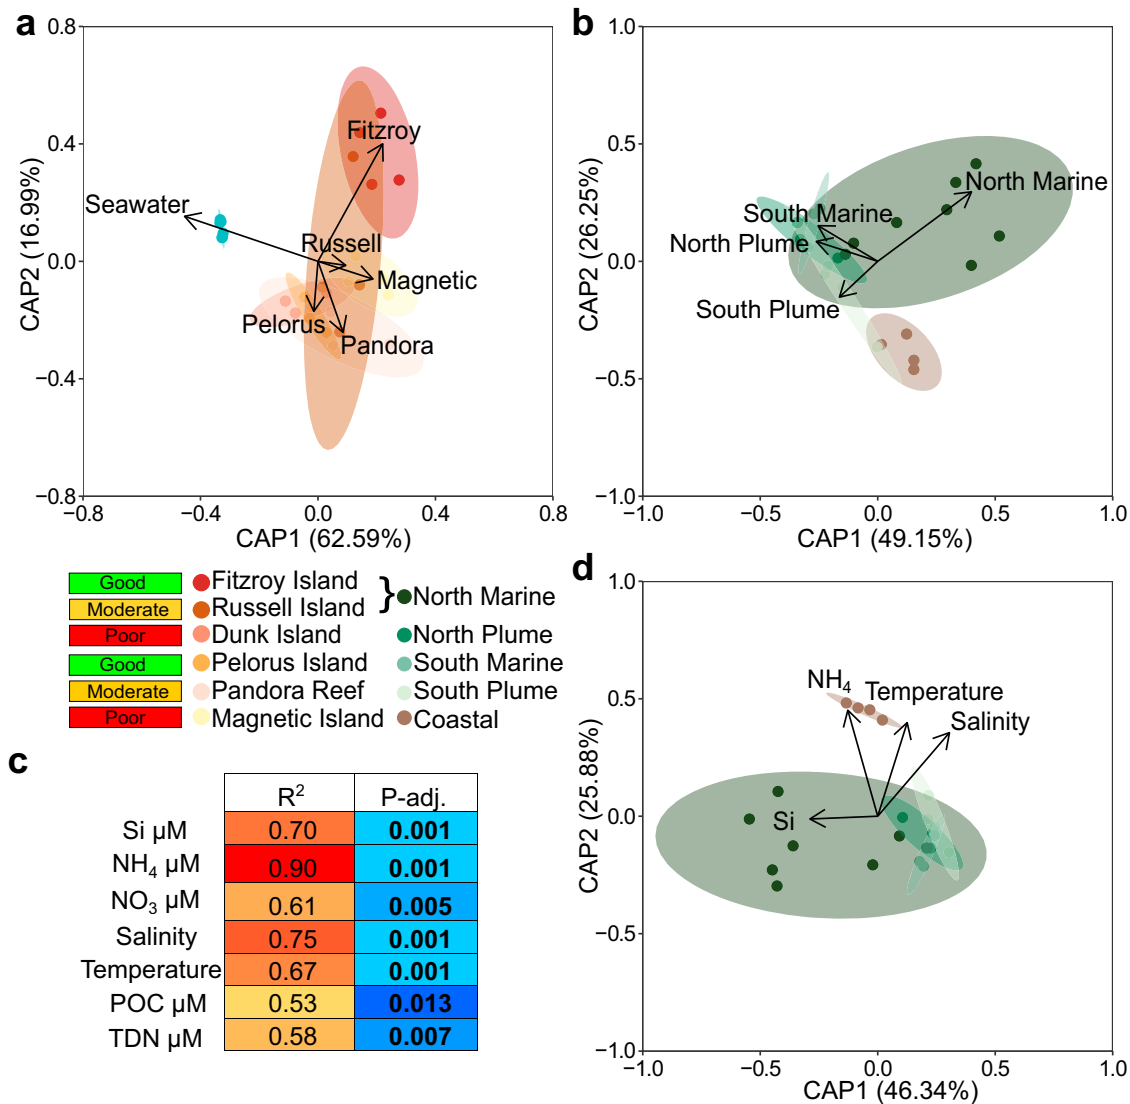 a
0.8
0.4
0.0
−0.4
−0.8
CAP2 (16.99%)
Fitzroy
Seawater
Russell
Magnetic
Pelorus
Pandora
−0.8
−0.4
0.0
0.4
0.8
CAP1 (62.59%)
b
1.0
0.5
0.0
−0.5
−1.0
CAP2 (26.25%)
North Marine
South Marine
North Plume
South Plume
−1.0
−0.5
0.0
0.5
1.0
CAP1 (49.15%)
Good Fitzroy Island
Moderate Russell Island
} North Marine
Poor Dunk Island North Plume
Good Pelorus Island South Marine
Moderate Pandora Reef South Plume
Poor Magnetic Island Coastal
c
R² P-adj.
Si µM 0.70 0.001
NH₄ µM 0.90 0.001
NO₃ µM 0.61 0.005
Salinity 0.75 0.001
Temperature 0.67 0.001
POC µM 0.53 0.013
TDN µM 0.58 0.007
d
1.0
0.5
0.0
−0.5
−1.0
CAP2 (25.88%)
NH₄
Temperature
Salinity
Si
−1.0
−0.5
0.0
0.5
1.0
CAP1 (46.34%)